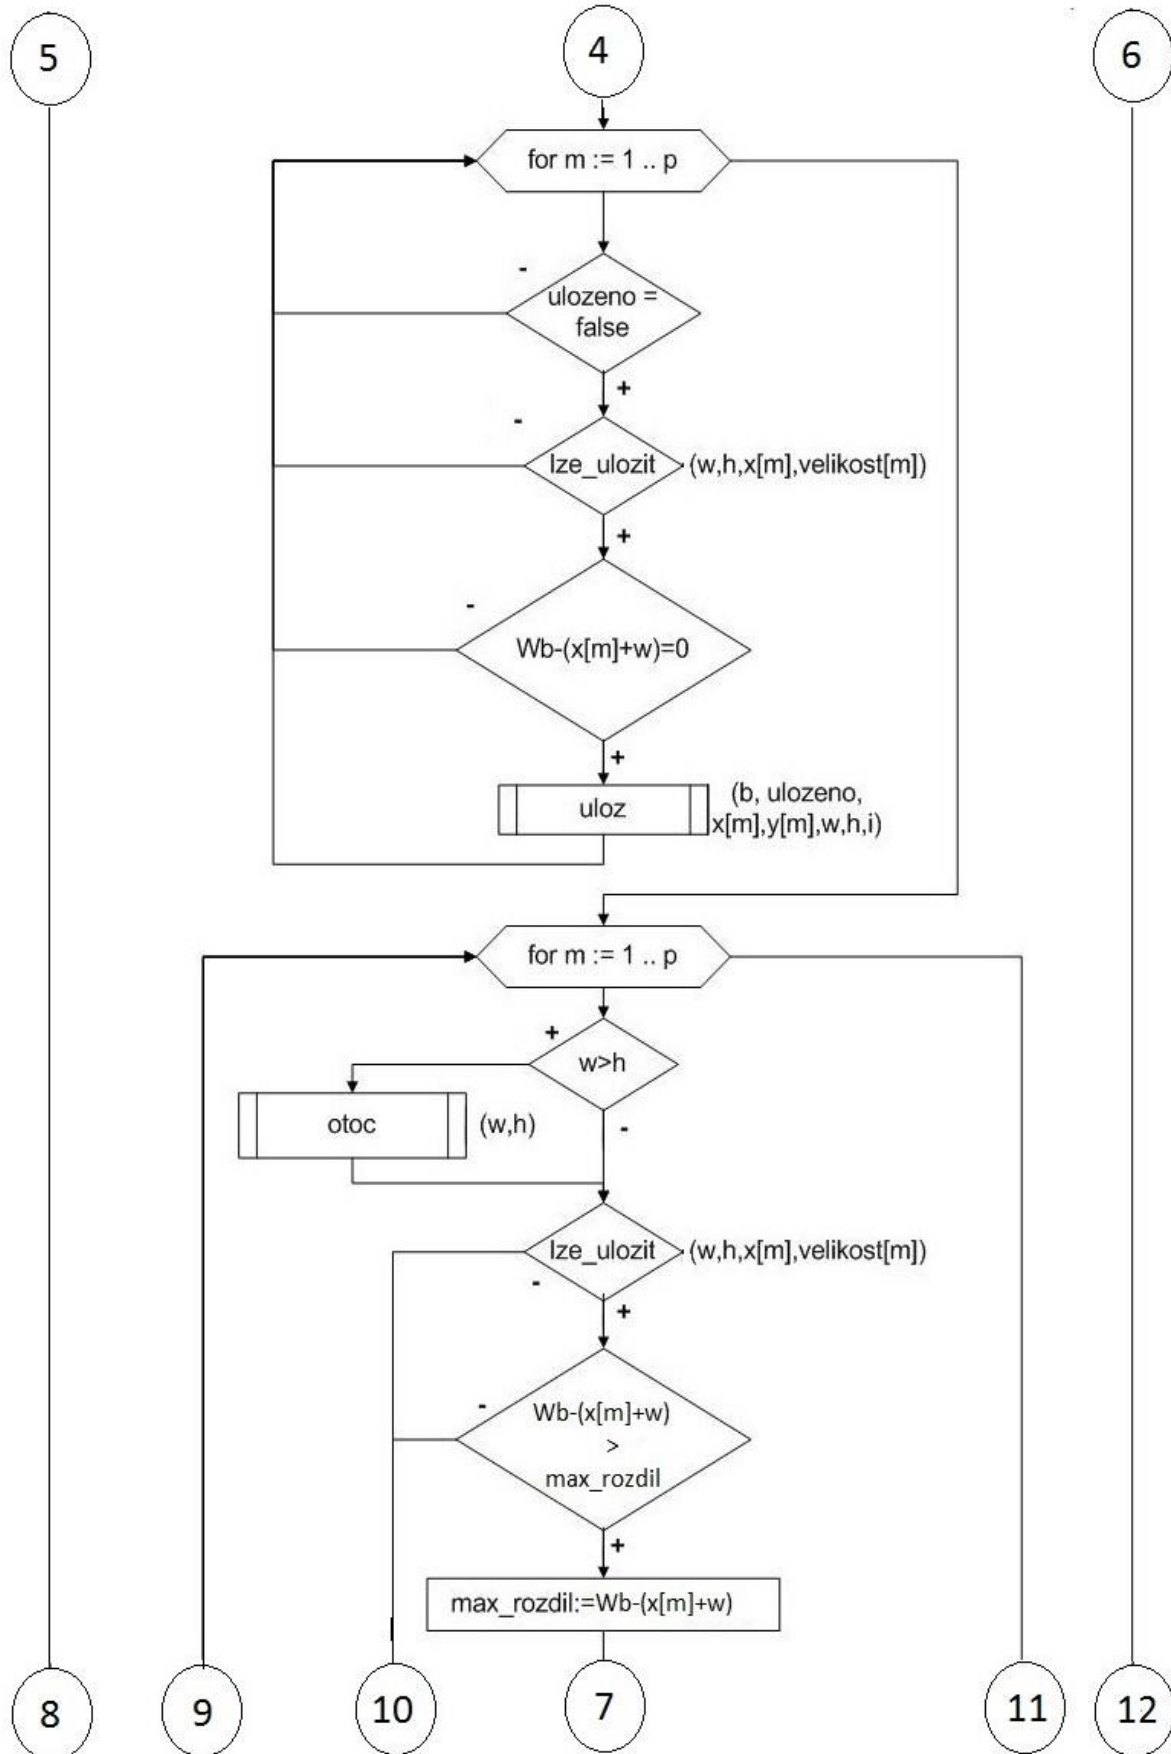 5
4
6
for m := 1 .. p
-
ulozeno =
false
+
-
lze_ulozit
(w,h,x[m],velikost[m])
+
-
Wb-(x[m]+w)=0
+
uloz
(b, ulozeno,
x[m],y[m],w,h,i)
for m := 1 .. p
+
w>h
otoc
(w,h)
-
lze_ulozit
(w,h,x[m],velikost[m])
-
+
-
Wb-(x[m]+w)
>
max_rozdil
+
max_rozdil:=Wb-(x[m]+w)
8
9
10
7
11
12